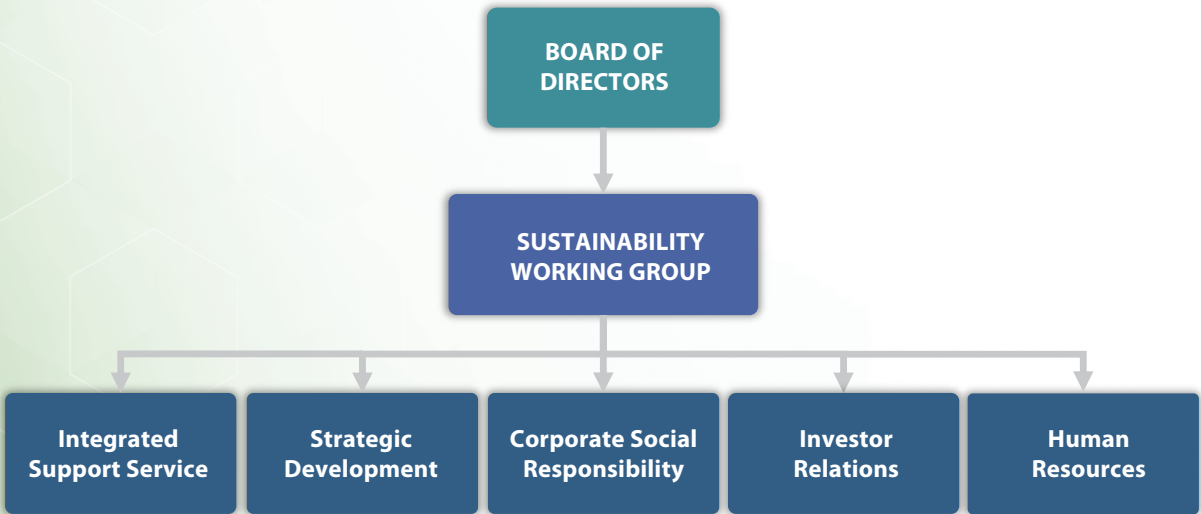 BOARD OF
DIRECTORS
SUSTAINABILITY
WORKING GROUP
Integrated
Support Service
Strategic
Development
Corporate Social
Responsibility
Investor
Relations
Human
Resources